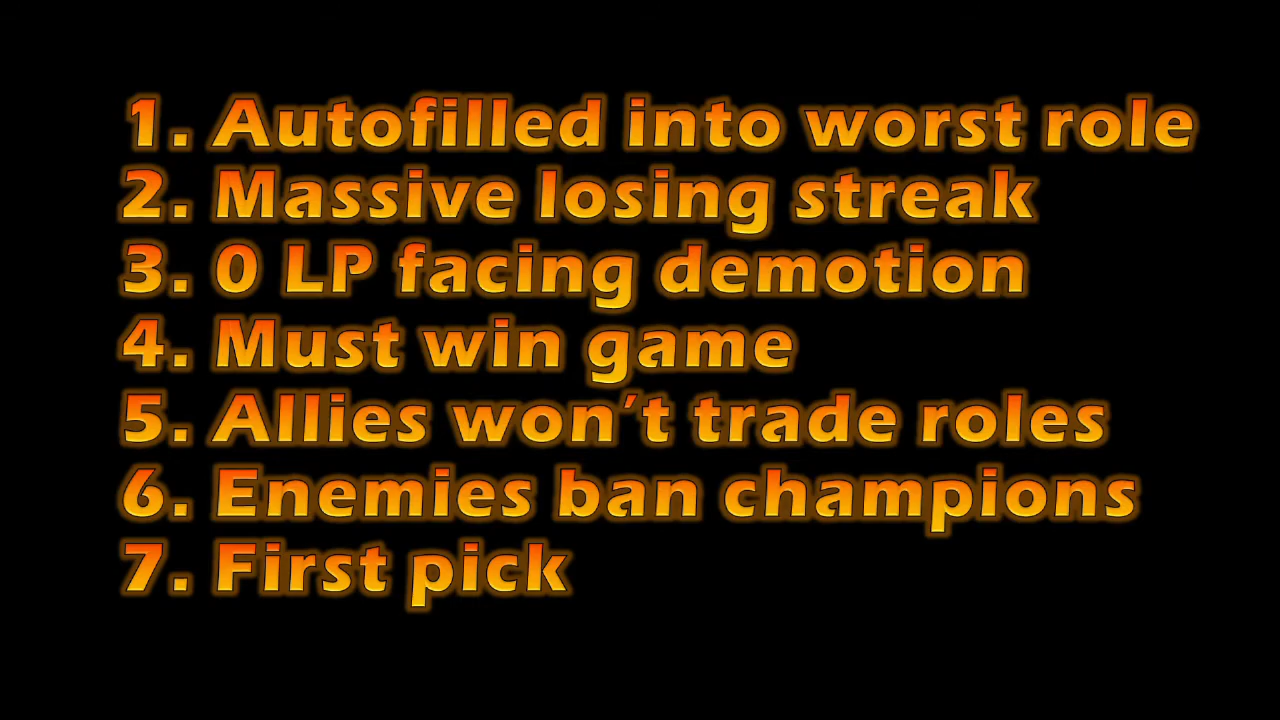 1. Autofilled into worst role
2. Massive losing streak
3. 0 LP facing demotion
4. Must win game
5. Allies won't trade roles
6. Enemies ban champions
7. First pick